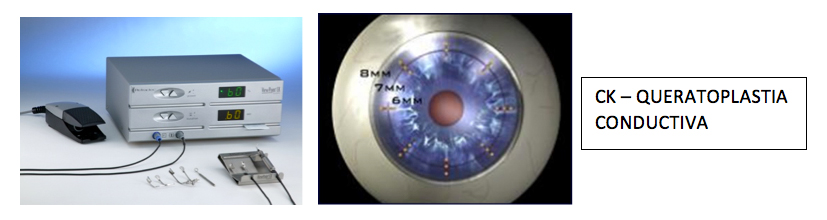 60
60
8MM
7MM
6MM
CK – QUERATOPLASTIA
CONDUCTIVA